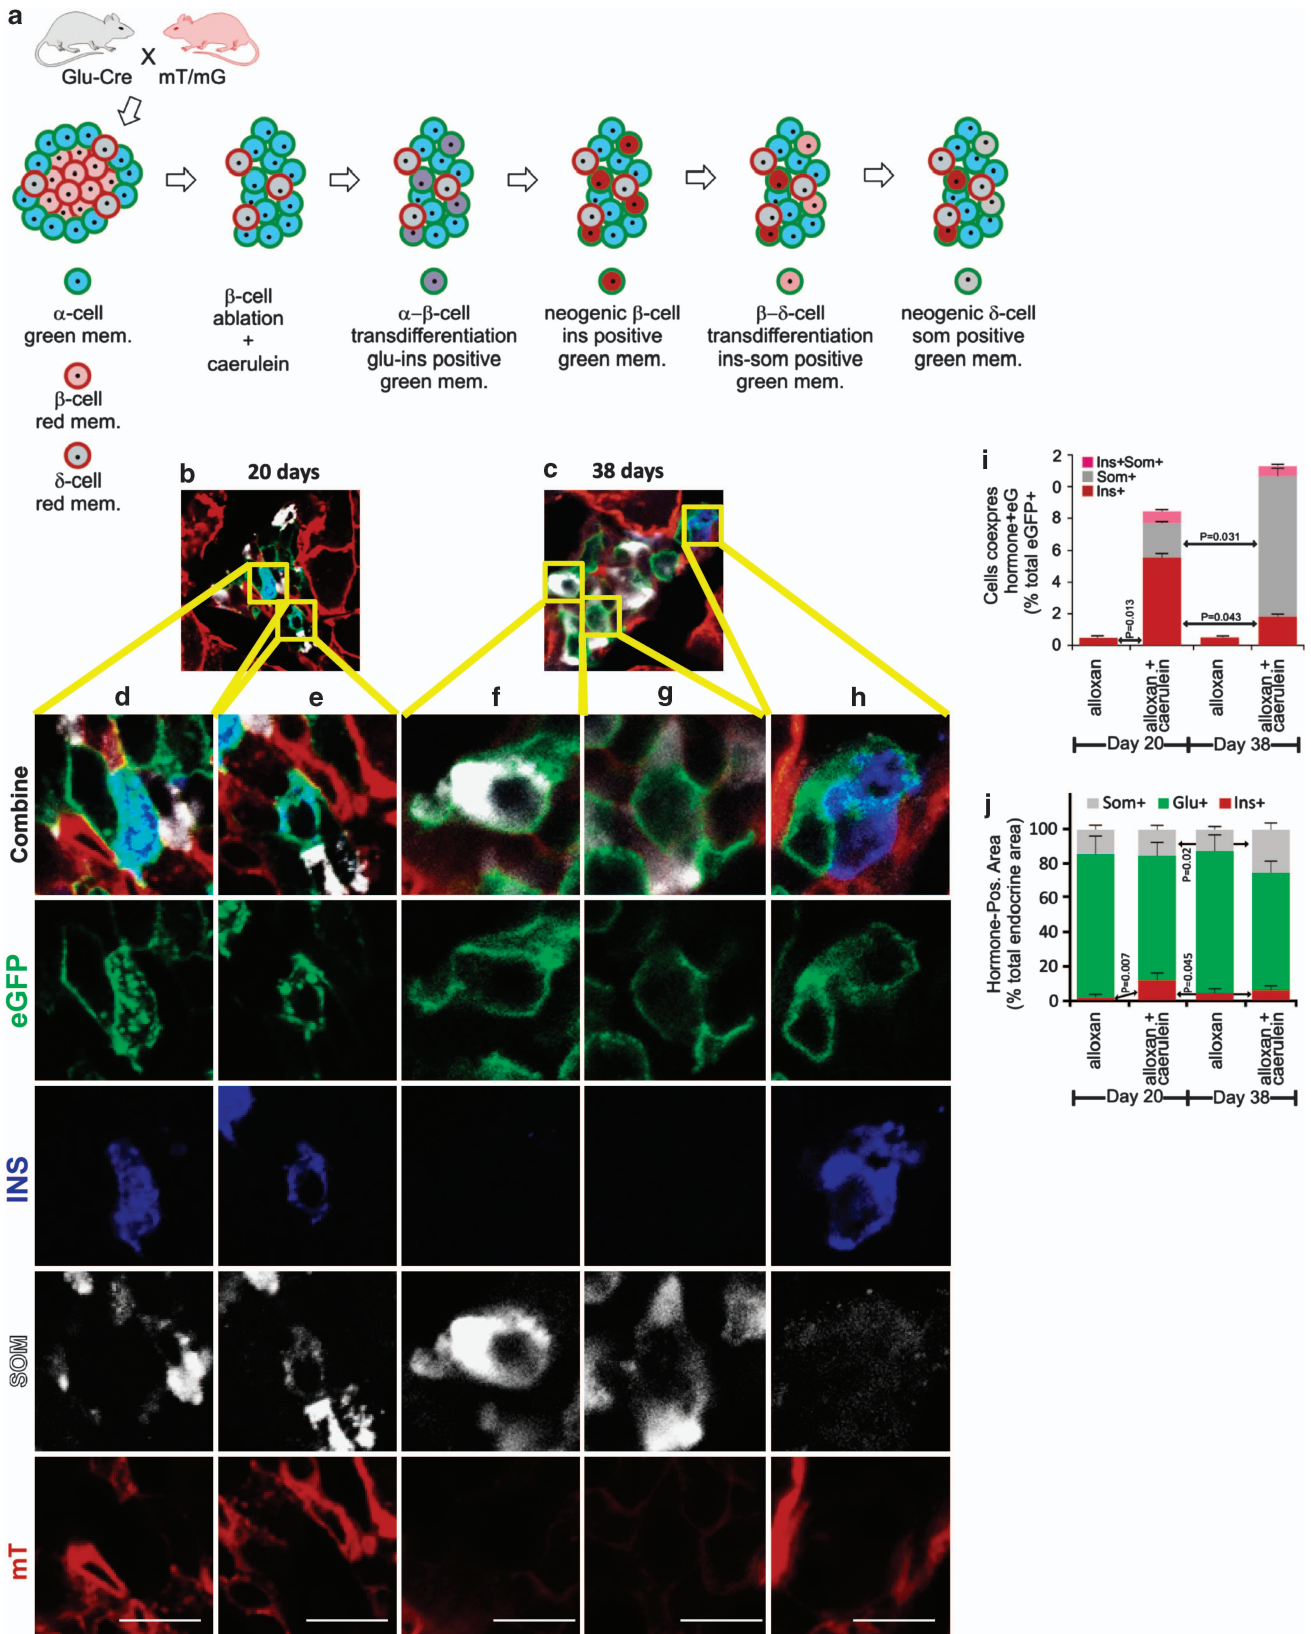 a
Glu-Cre
X
mT/mG
α-cell
green mem.
β-cell
red mem.
δ-cell
red mem.
β-cell
ablation
+
caerulein
α–β-cell
transdifferentiation
glu-ins positive
green mem.
neogenic β-cell
ins positive
green mem.
β–δ-cell
transdifferentiation
ins-som positive
green mem.
neogenic δ-cell
som positive
green mem.
b
20 days
c
38 days
d
e
f
g
h
Combine
eGFP
INS
SOM
mT
i
Cells coexpres
hormone+eG
(% total eGFP+
2
0
8
6
4
2
0
Ins+Som+
Som+
Ins+
P=0.013
P=0.031
P=0.043
alloxan
alloxan +
caerulein
alloxan
alloxan +
caerulein
Day 20
Day 38
j
Hormone-Pos. Area
(% total endocrine area)
100
80
60
40
20
0
Som+
Glu+
Ins+
P=0.007
P=0.02
P=0.045
alloxan
alloxan +
caerulein
alloxan
alloxan +
caerulein
Day 20
Day 38